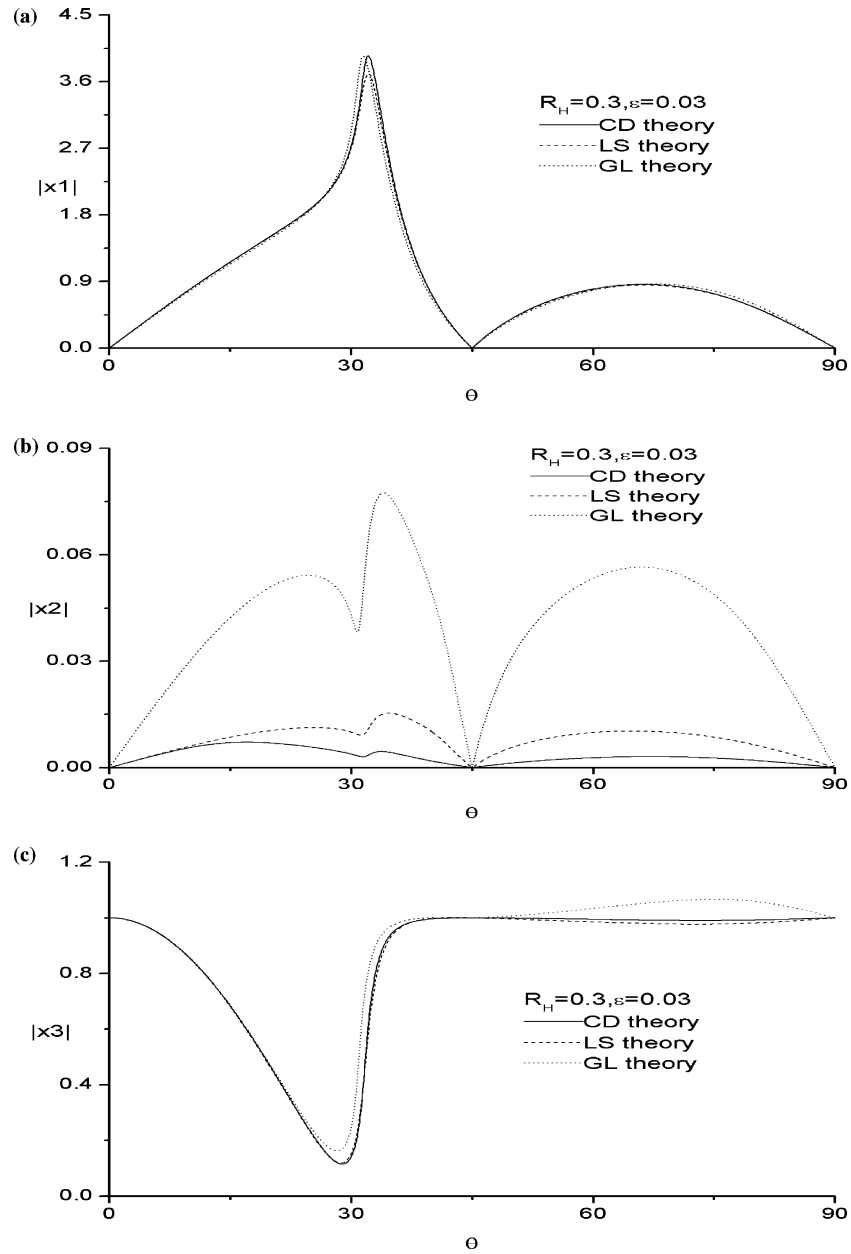 (a)
4.5
3.6
2.7
|x1|
1.8
0.9
0.0
0
30
60
90
Θ
R_H=0.3,ε=0.03
CD theory
LS theory
GL theory
(b)
0.09
0.06
|x2|
0.03
0.00
0
30
60
90
Θ
R_H=0.3,ε=0.03
CD theory
LS theory
GL theory
(c)
1.2
0.8
|x3|
0.4
0.0
0
30
60
90
Θ
R_H=0.3,ε=0.03
CD theory
LS theory
GL theory